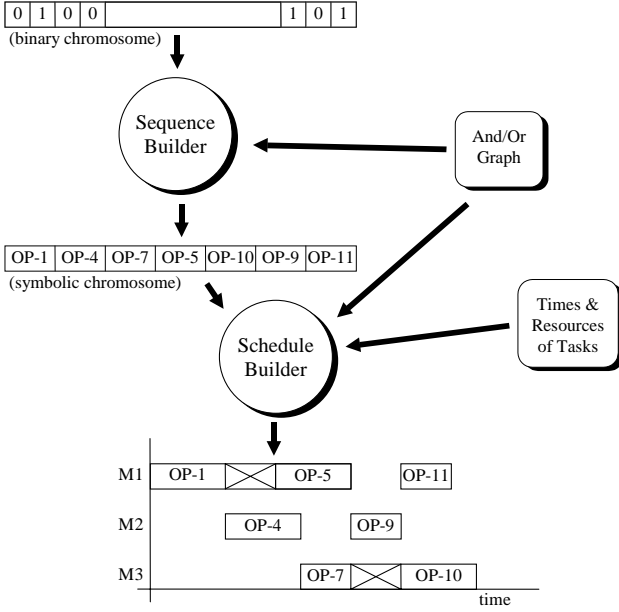 0 1 0 0 1 0 1
(binary chromosome)
Sequence
Builder
And/Or
Graph
OP-1 OP-4 OP-7 OP-5 OP-10 OP-9 OP-11
(symbolic chromosome)
Times &
Resources
of Tasks
Schedule
Builder
M1 OP-1 OP-5 OP-11
M2 OP-4 OP-9
M3 OP-7 OP-10
time